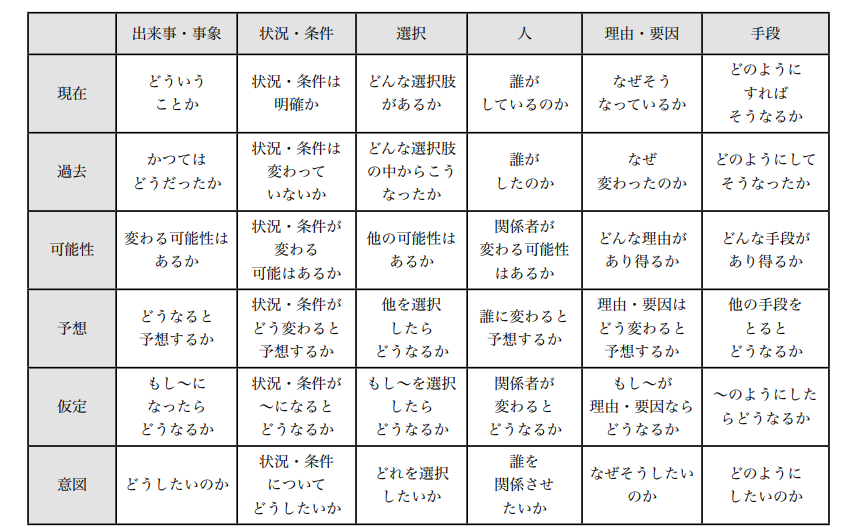 出来事・事象
状況・条件
選択
人
理由・要因
手段
現在
どういう
ことか
状況・条件は
明確か
どんな選択肢
があるか
誰が
しているのか
なぜそう
なっているか
どのように
すれば
そうなるか
過去
かつては
どうだったか
状況・条件は
変わって
いないか
どんな選択肢
の中からこう
なったか
誰が
したのか
なぜ
変わったのか
どのようにして
そうなったか
可能性
変わる可能性は
あるか
状況・条件が
変わる
可能はあるか
他の可能性は
あるか
関係者が
変わる可能性
はあるか
どんな理由が
あり得るか
どんな手段が
あり得るか
予想
どうなると
予想するか
状況・条件が
どう変わると
予想するか
他を選択
したら
どうなるか
誰に変わると
予想するか
理由・要因は
どう変わると
予想するか
他の手段を
とると
どうなるか
仮定
もし〜に
なったら
どうなるか
状況・条件が
〜になると
どうなるか
もし〜を選択
したら
どうなるか
関係者が
変わると
どうなるか
もし〜が
理由・要因なら
どうなるか
〜のようにした
らどうなるか
意図
どうしたいのか
状況・条件
について
どうしたいか
どれを選択
したいか
誰を
関係させ
たいか
なぜそうしたい
のか
どのように
したいのか